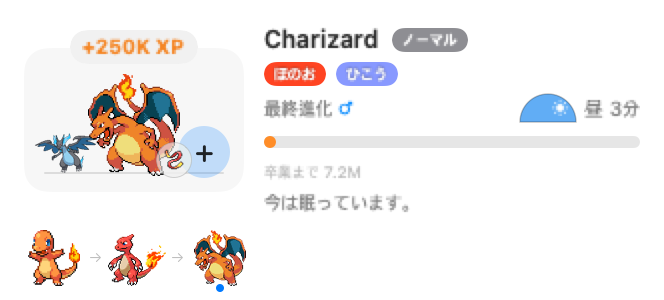 +250K XP
Charizard ノーマル
ほのお ひこう
最終進化 ♂
昼 3分
卒業まで 7.2M
今は眠っています。